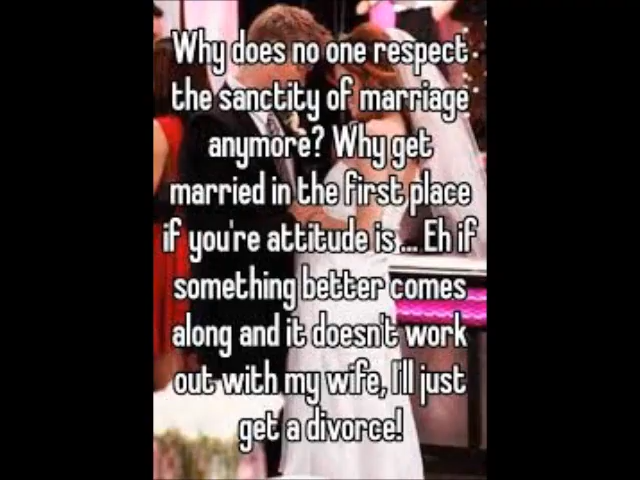 Why does no one respect
the sanctity of marriage
anymore? Why get
married in the first place
if you're attitude is ... Eh if
something better comes
along and it doesn't work
out with my wife, I'll just
get a divorce!